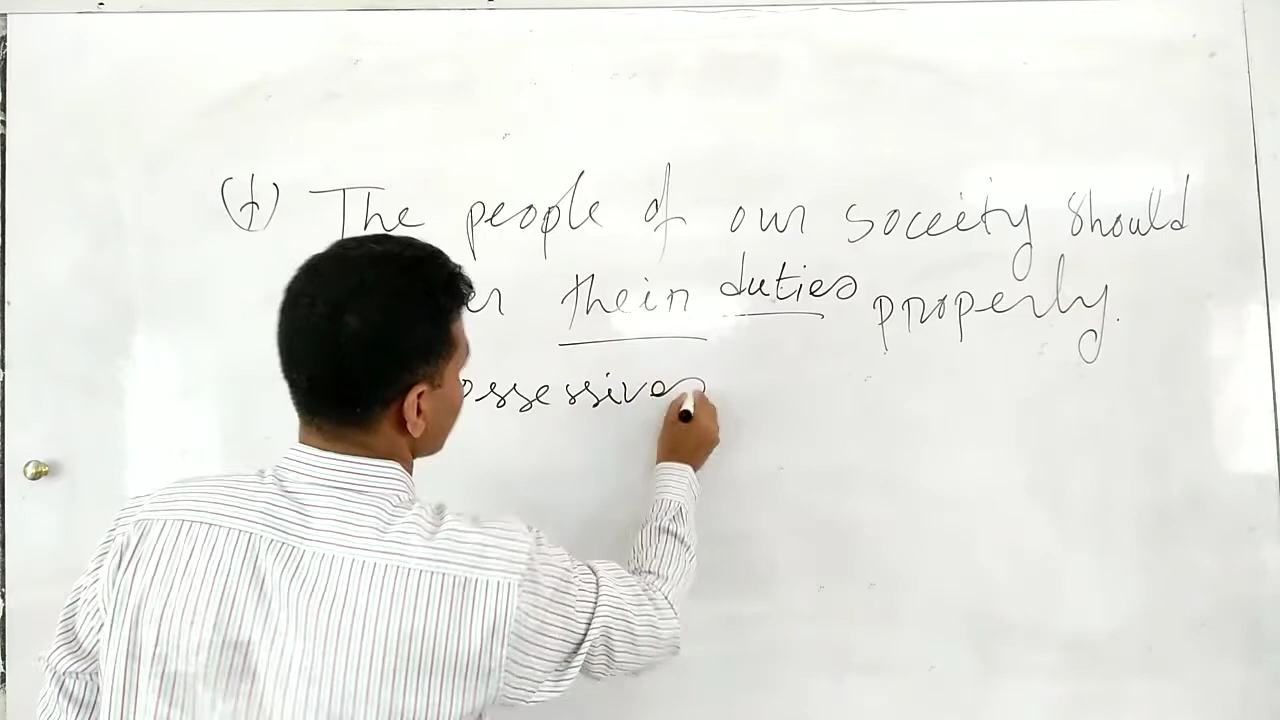 (f) The people of our soceity should
their duties properly.